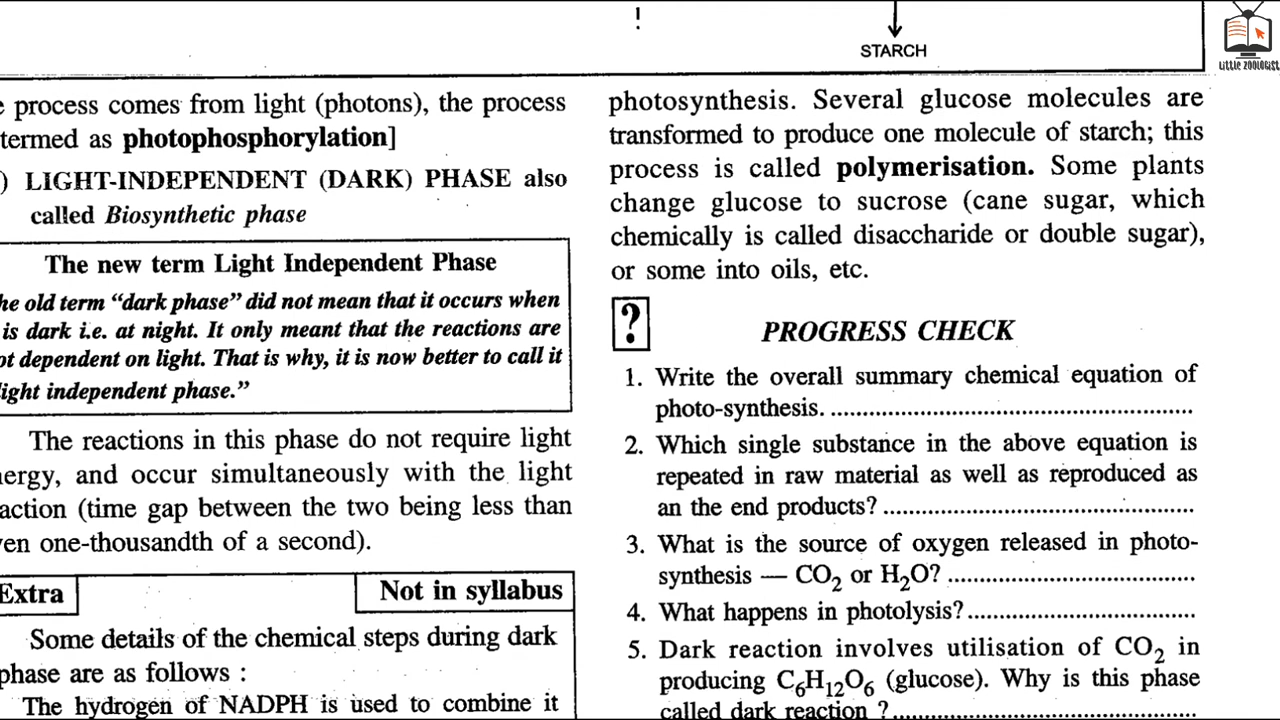 !
STARCH
LITTLE ZOOLOGIST
process comes from light (photons), the process
termed as photophosphorylation]
) LIGHT-INDEPENDENT (DARK) PHASE also
called Biosynthetic phase
The new term Light Independent Phase
old term “dark phase” did not mean that it occurs when
is dark i.e. at night. It only meant that the reactions are
dependent on light. That is why, it is now better to call it
independent phase.”
The reactions in this phase do not require light
and occur simultaneously with the light
(time gap between the two being less than
one-thousandth of a second).
Extra
Not in syllabus
Some details of the chemical steps during dark
phase are as follows :
The hydrogen of NADPH is used to combine it
photosynthesis. Several glucose molecules are
transformed to produce one molecule of starch; this
process is called polymerisation. Some plants
change glucose to sucrose (cane sugar, which
chemically is called disaccharide or double sugar),
or some into oils, etc.
? PROGRESS CHECK
1. Write the overall summary chemical equation of
photo-synthesis. ..........................................................
2. Which single substance in the above equation is
repeated in raw material as well as reproduced as
an the end products? ..................................................
3. What is the source of oxygen released in photo-
synthesis — CO₂ or H₂O? ........................................
4. What happens in photolysis?.....................................
5. Dark reaction involves utilisation of CO₂ in
producing C₆H₁₂O₆ (glucose). Why is this phase
called dark reaction ?.................................................